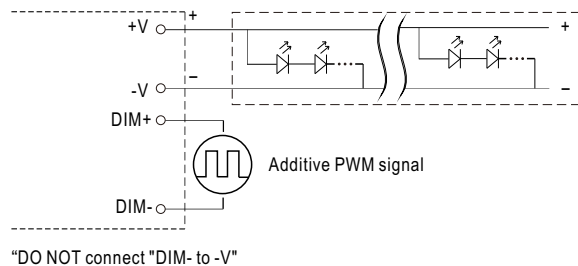 +V + +
-V − −
DIM+
Additive PWM signal
DIM-
“DO NOT connect "DIM- to -V"